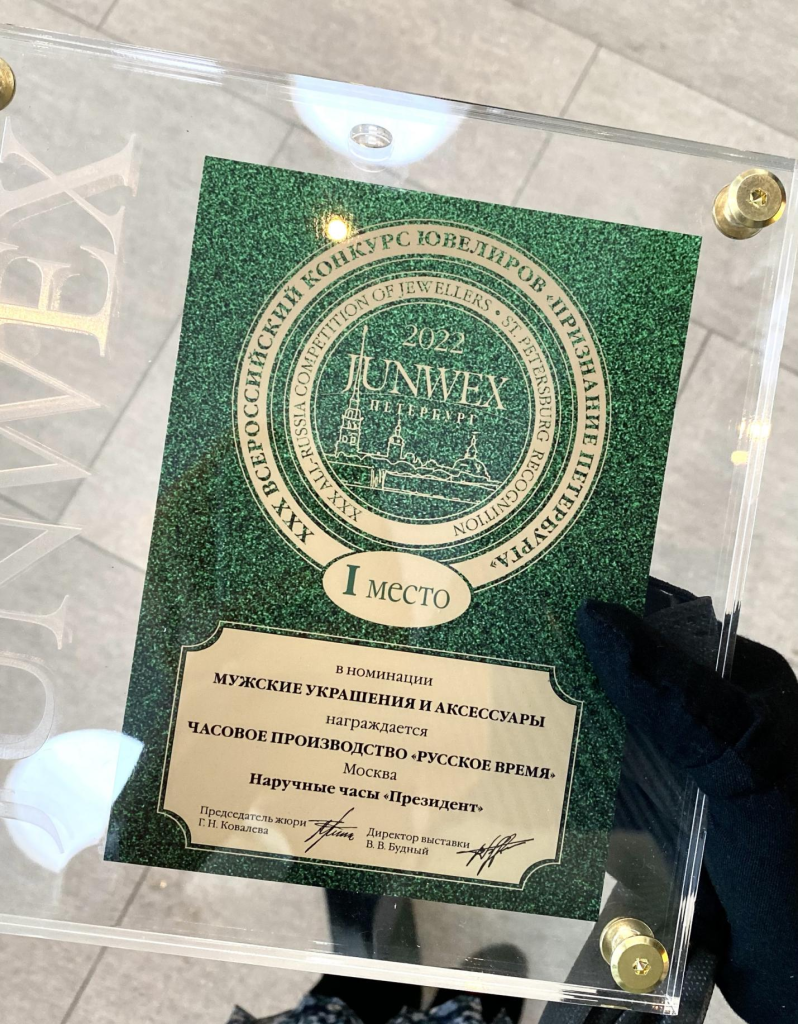 JUNWEX
XXX ВСЕРОССИЙСКИЙ КОНКУРС ЮВЕЛИРОВ «ПРИЗНАНИЕ ПЕТЕРБУРГА»
XXX ALL-RUSSIA COMPETITION OF JEWELLERS • ST. PETERSBURG RECOGNITION
2022
JUNWEX
ПЕТЕРБУРГ
I место
в номинации
МУЖСКИЕ УКРАШЕНИЯ И АКСЕССУАРЫ
награждается
ЧАСОВОЕ ПРОИЗВОДСТВО «РУССКОЕ ВРЕМЯ»
Москва
Наручные часы «Президент»
Председатель жюри
Г. Н. Ковалева
Директор выставки
В. В. Будный